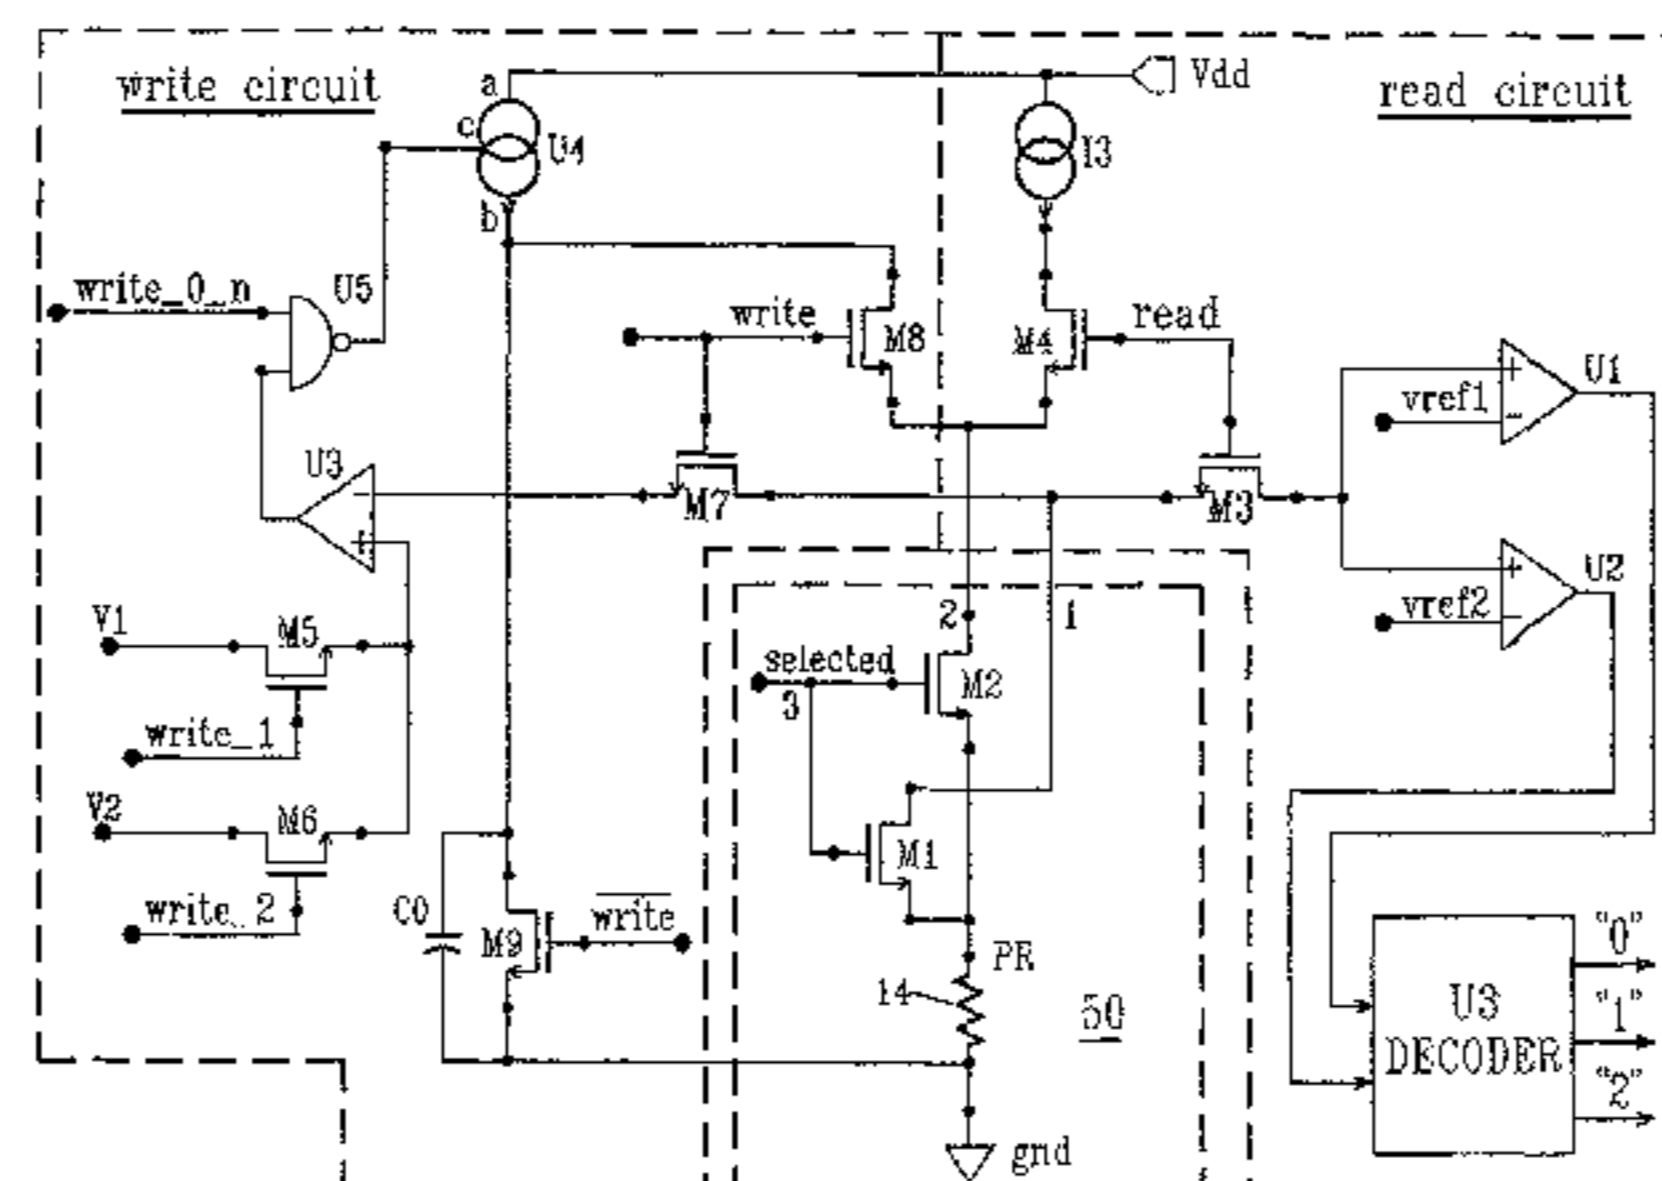 write circuit
a
c
U4
b
Vdd
read circuit
I3
write_0_n
U5
write
M8
M4
read
U1
vref1
U3
M7
M3
U2
vref2
V1
M5
write_1
V2
M6
write_2
2
1
selected
3
M2
M1
C0
M9
write
PR
14
50
gnd
U3
DECODER
"0"
"1"
"2"
+
-
+
-
-
+